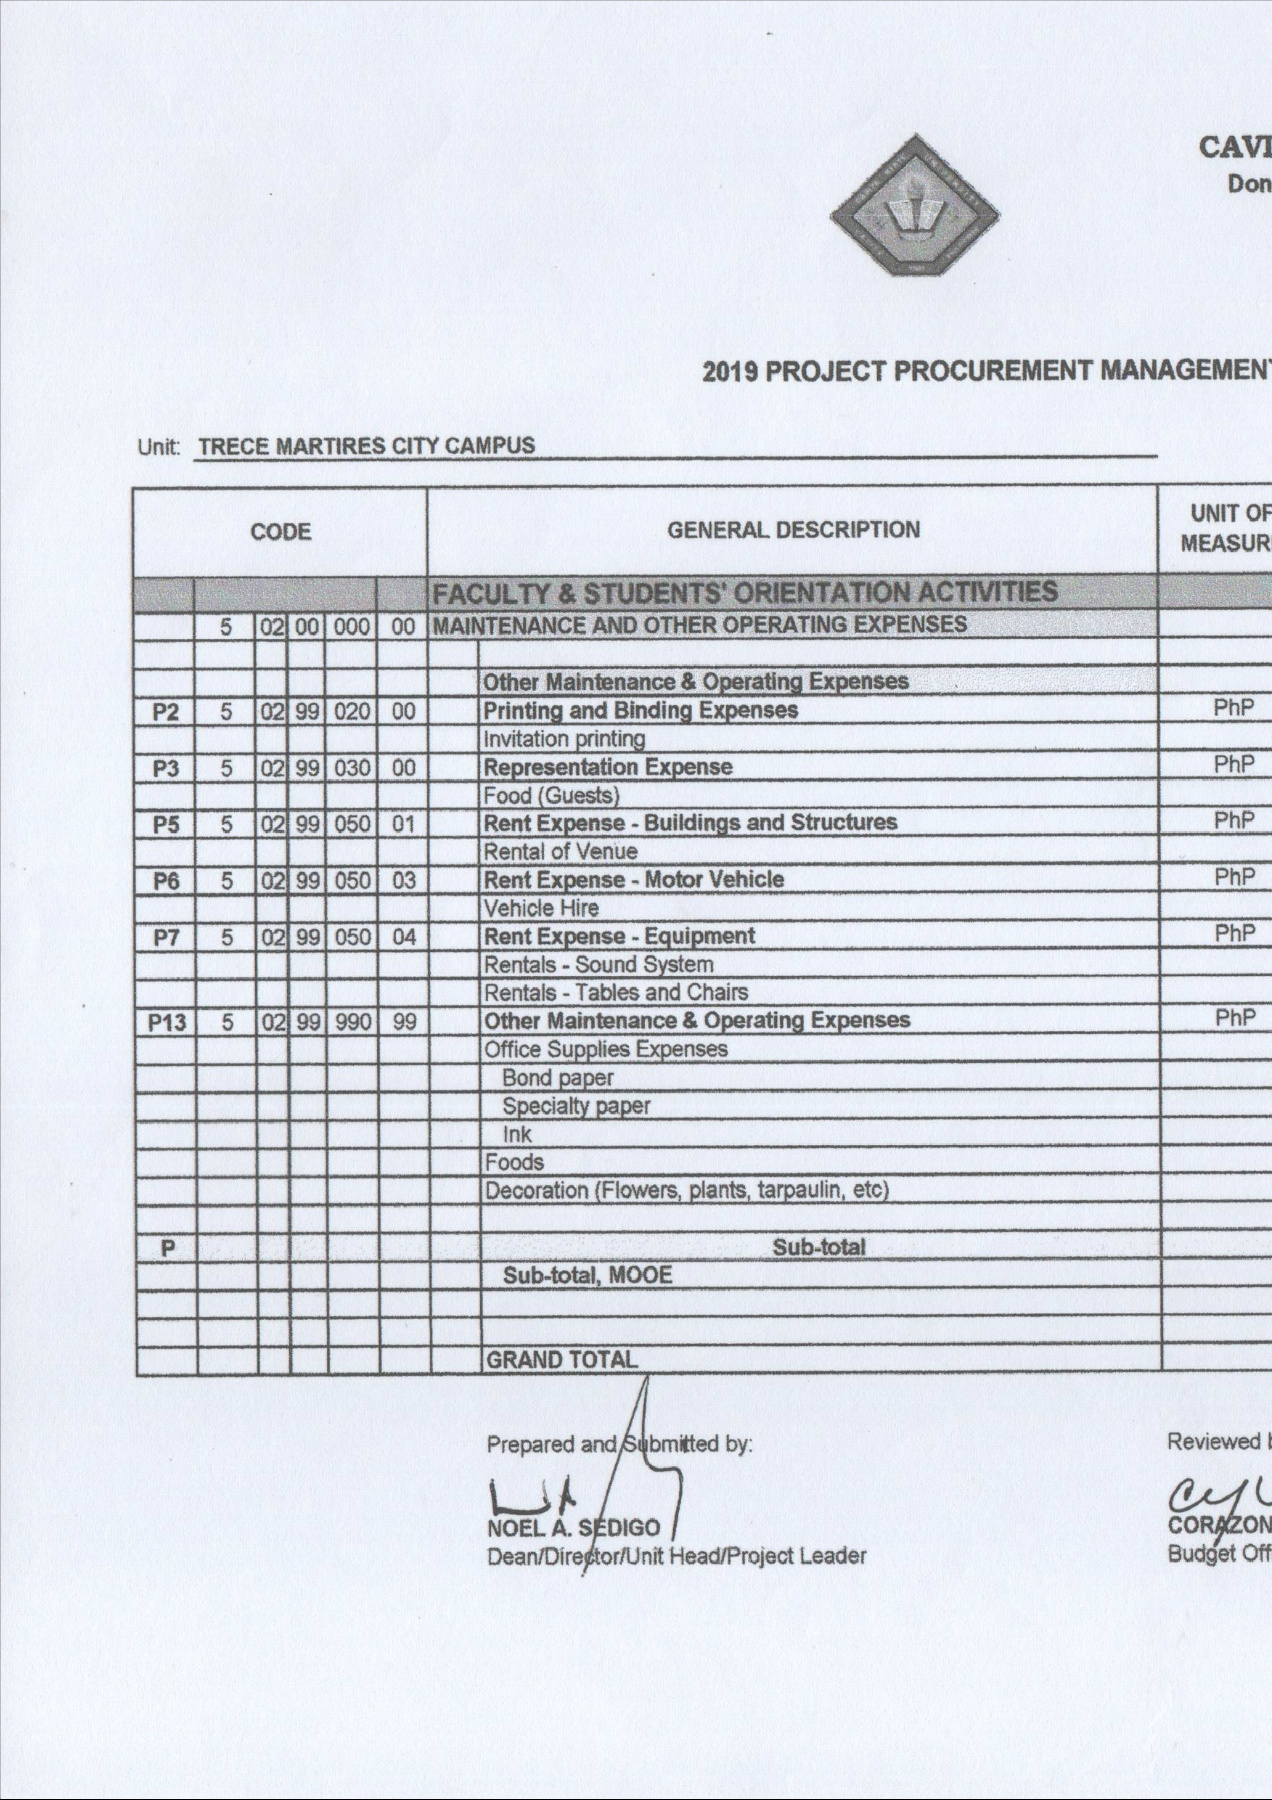 CAVI
Don
2019 PROJECT PROCUREMENT MANAGEMENT
Unit: TRECE MARTIRES CITY CAMPUS
CODE GENERAL DESCRIPTION UNIT OF MEASUR
FACULTY & STUDENTS' ORIENTATION ACTIVITIES
5 02 00 000 00 MAINTENANCE AND OTHER OPERATING EXPENSES
Other Maintenance & Operating Expenses
P2 5 02 99 020 00 Printing and Binding Expenses PhP
Invitation printing
P3 5 02 99 030 00 Representation Expense PhP
Food (Guests)
P5 5 02 99 050 01 Rent Expense - Buildings and Structures PhP
Rental of Venue
P6 5 02 99 050 03 Rent Expense - Motor Vehicle PhP
Vehicle Hire
P7 5 02 99 050 04 Rent Expense - Equipment PhP
Rentals - Sound System
Rentals - Tables and Chairs
P13 5 02 99 990 99 Other Maintenance & Operating Expenses PhP
Office Supplies Expenses
Bond paper
Specialty paper
Ink
Foods
Decoration (Flowers, plants, tarpaulin, etc)
P Sub-total
Sub-total, MOOE
GRAND TOTAL
Prepared and Submitted by: Reviewed b
NOEL A. SEDIGO CORAZON
Dean/Director/Unit Head/Project Leader Budget Off